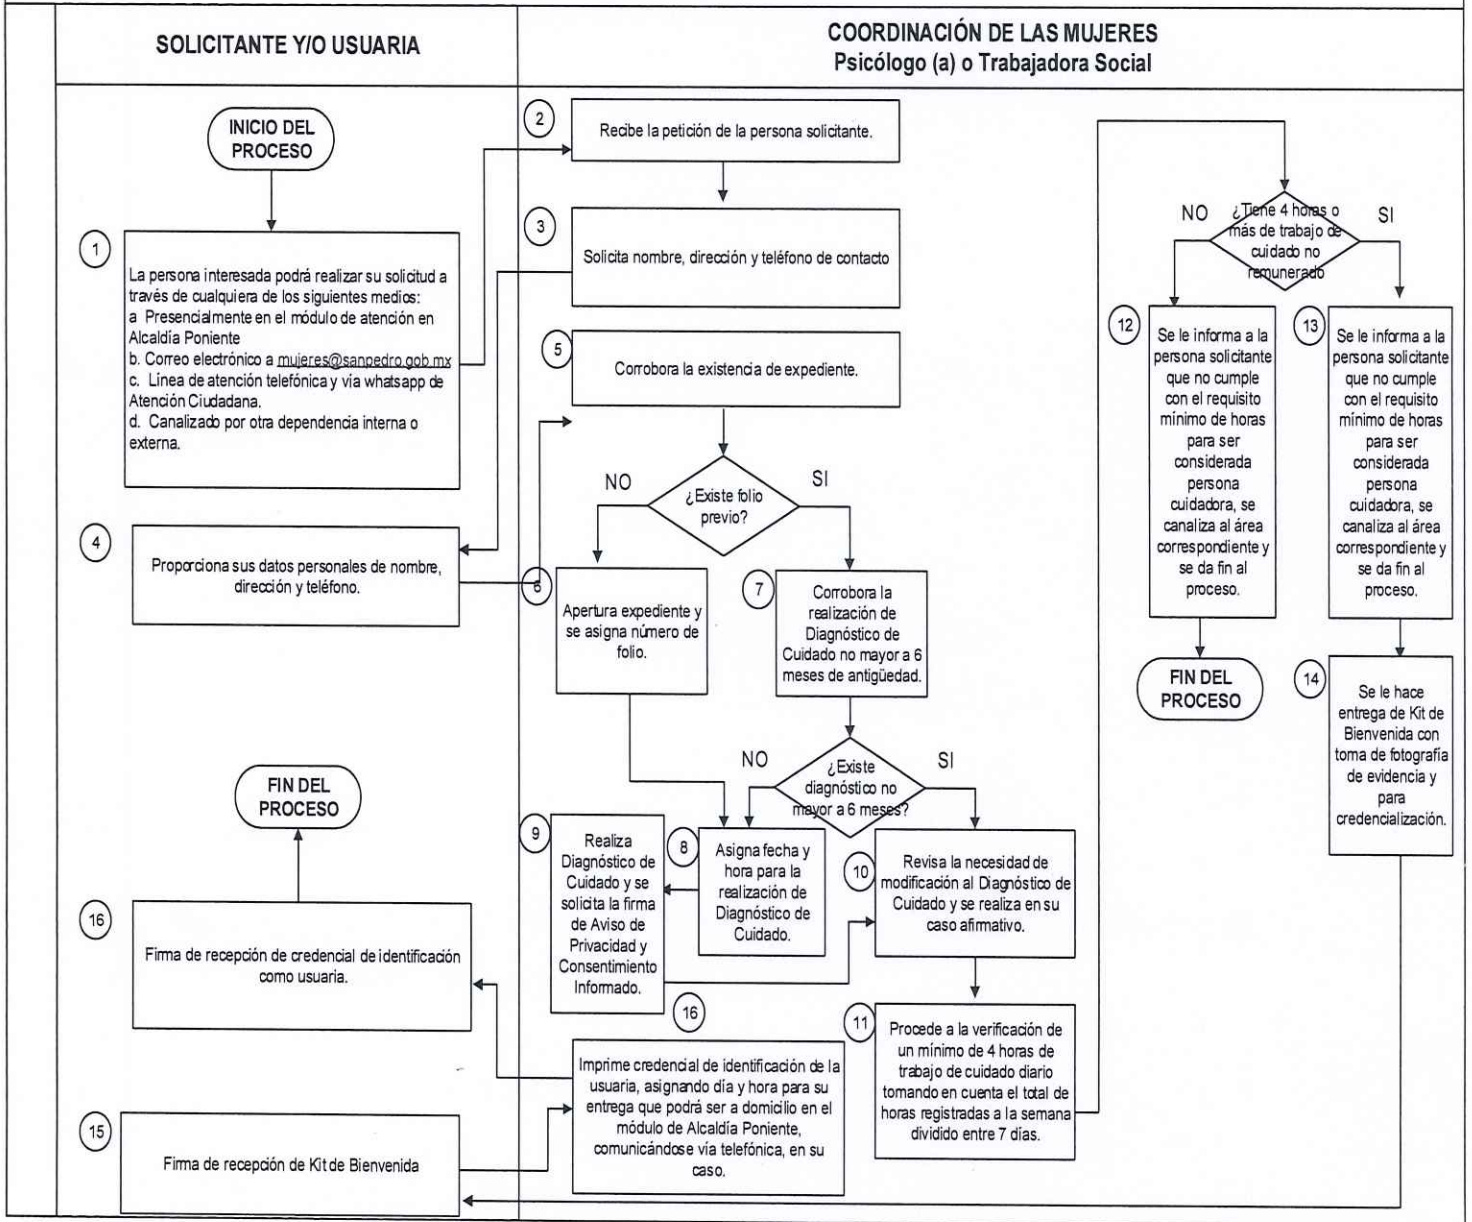 SOLICITANTE Y/O USUARIA
COORDINACIÓN DE LAS MUJERES
Psicólogo (a) o Trabajadora Social
INICIO DEL
PROCESO
1
La persona interesada podrá realizar su solicitud a
través de cualquiera de los siguientes medios:
a Presencialmente en el módulo de atención en
Alcaldía Poniente
b. Correo electrónico a mujeres@sanpedro.gob.mx
c. Linea de atención telefónica y vía whatsapp de
Atención Ciudadana.
d. Canalizado por otra dependencia interna o
externa.
2
Recibe la petición de la persona solicitante.
3
Solicita nombre, dirección y teléfono de contacto
4
Proporciona sus datos personales de nombre,
dirección y teléfono.
5
Corrobora la existencia de expediente.
¿Existe folio
previo?
NO
SI
6
Apertura expediente y
se asigna número de
folio.
7
Corrobora la
realización de
Diagnóstico de
Cuidado no mayor a 6
meses de antigüedad.
¿Existe
diagnóstico no
mayor a 6 meses?
NO
SI
8
Asigna fecha y
hora para la
realización de
Diagnóstico de
Cuidado.
9
Realiza
Diagnóstico de
Cuidado y se
solicita la firma
de Aviso de
Privacidad y
Consentimiento
Informado.
10
Revisa la necesidad de
modificación al Diagnóstico de
Cuidado y se realiza en su
caso afirmativo.
11
Procede a la verificación de
un mínimo de 4 horas de
trabajo de cuidado diario
tomando en cuenta el total de
horas registradas a la semana
dividido entre 7 días.
¿Tiene 4 horas o
más de trabajo de
cuidado no
remunerado
NO
SI
12
Se le informa a la
persona solicitante
que no cumple
con el requisito
mínimo de horas
para ser
considerada
persona
cuidadora, se
canaliza al área
correspondiente y
se da fin al
proceso.
FIN DEL
PROCESO
13
Se le informa a la
persona solicitante
que no cumple
con el requisito
mínimo de horas
para ser
considerada
persona
cuidadora, se
canaliza al área
correspondiente y
se da fin al
proceso.
14
Se le hace
entrega de Kit de
Bienvenida con
toma de fotografía
de evidencia y
para
credencialización.
15
Firma de recepción de Kit de Bienvenida
16
Imprime credencial de identificación de la
usuaria, asignando día y hora para su
entrega que podrá ser a domicilio en el
módulo de Alcaldía Poniente,
comunicándose vía telefónica, en su
caso.
16
Firma de recepción de credencial de identificación
como usuaria.
FIN DEL
PROCESO